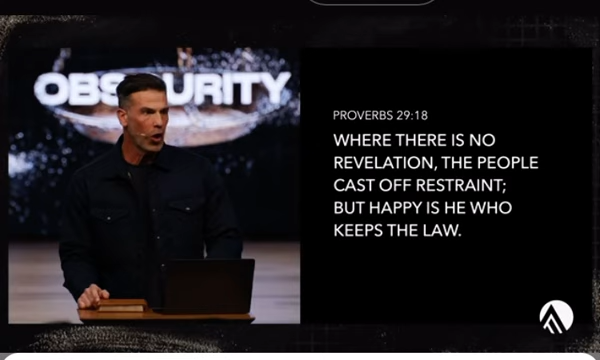 OBSCURITY
PROVERBS 29:18
WHERE THERE IS NO
REVELATION, THE PEOPLE
CAST OFF RESTRAINT;
BUT HAPPY IS HE WHO
KEEPS THE LAW.